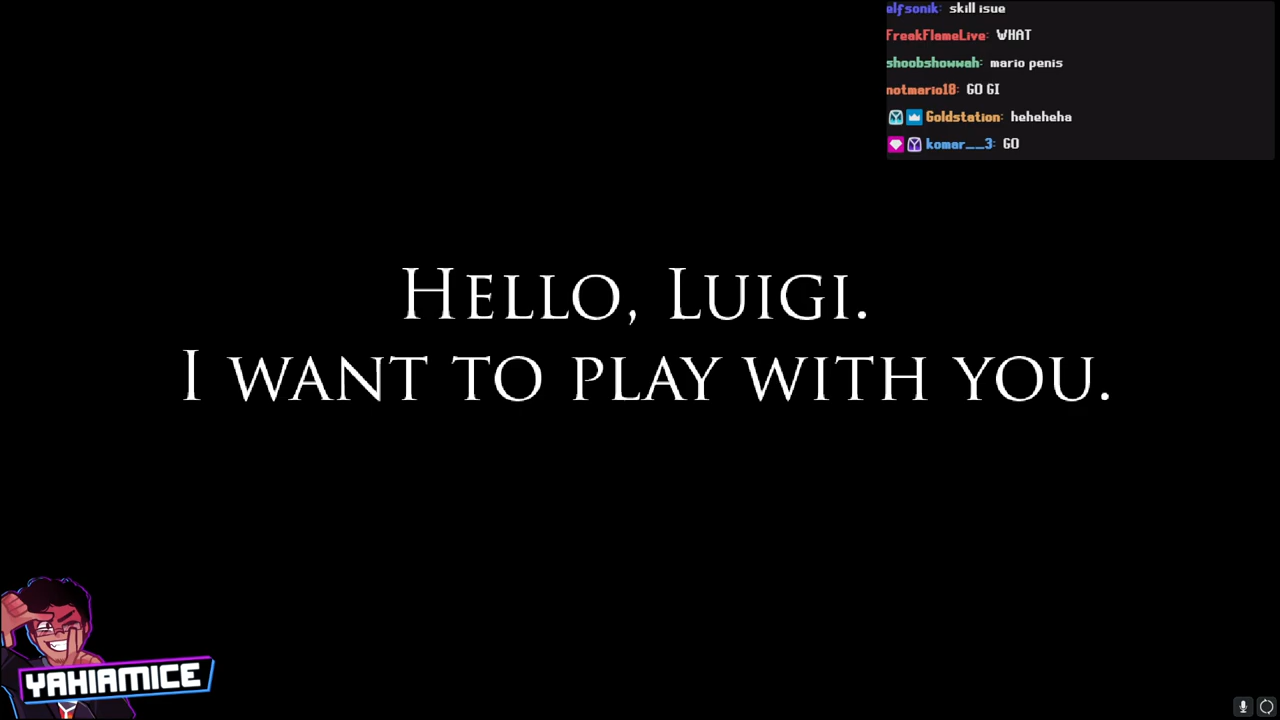 elfsonik: skill isue
FreakFlameLive: WHAT
shoobshowwah: mario penis
notmario10: GO GI
Goldstation: heheheha
komar__3: GO
HELLO, LUIGI.
I WANT TO PLAY WITH YOU.
YAHIAMICE